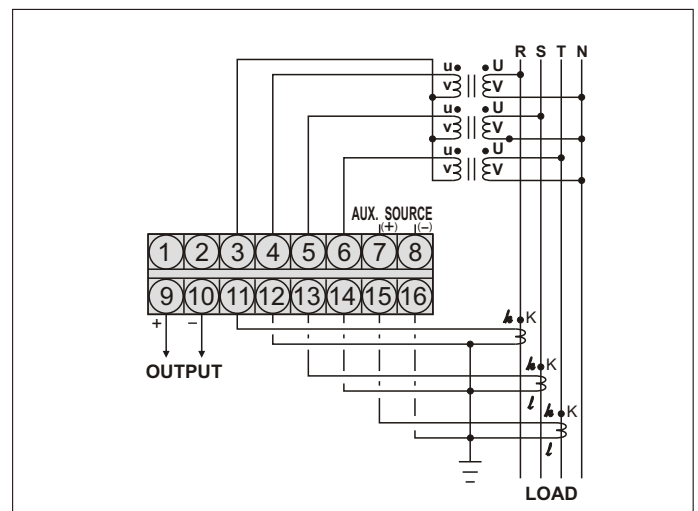 R S T N
u U
v V
u U
v V
u U
v V
AUX. SOURCE
(+) (−)
1 2 3 4 5 6 7 8
9 10 11 12 13 14 15 16
+ −
OUTPUT
k K
k K
l
k K
l
LOAD